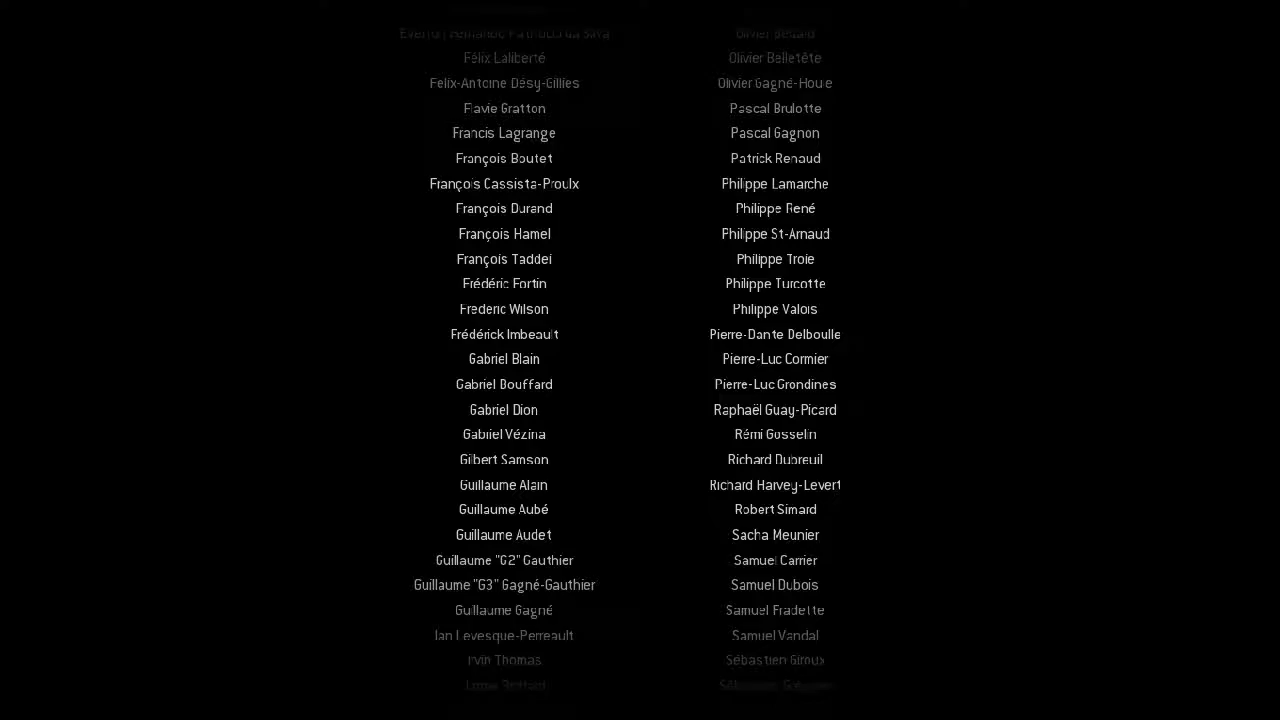 Félix Laliberté
Felix-Antoine Désy-Gillies
Flavie Gratton
Francis Lagrange
François Boutet
François Cassista-Proulx
François Durand
François Hamel
François Taddei
Frédéric Fortin
Frederic Wilson
Frédérick Imbeault
Gabriel Blain
Gabriel Bouffard
Gabriel Dion
Gabriel Vézina
Gilbert Samson
Guillaume Alain
Guillaume Aubé
Guillaume Audet
Guillaume "G2" Gauthier
Guillaume "G3" Gagné-Gauthier
Guillaume Gagné
Ian Levesque-Perreault
Irvin Thomas
Olivier
Olivier Belletête
Olivier Gagné-Houle
Pascal Brulotte
Pascal Gagnon
Patrick Renaud
Philippe Lamarche
Philippe René
Philippe St-Arnaud
Philippe Troie
Philippe Turcotte
Philippe Valois
Pierre-Dante Delboulle
Pierre-Luc Cormier
Pierre-Luc Grondines
Raphaël Guay-Picard
Rémi Gosselin
Richard Dubreuil
Richard Harvey-Levert
Robert Simard
Sacha Meunier
Samuel Carrier
Samuel Dubois
Samuel Fradette
Samuel Vandal
Sébastien Giroux